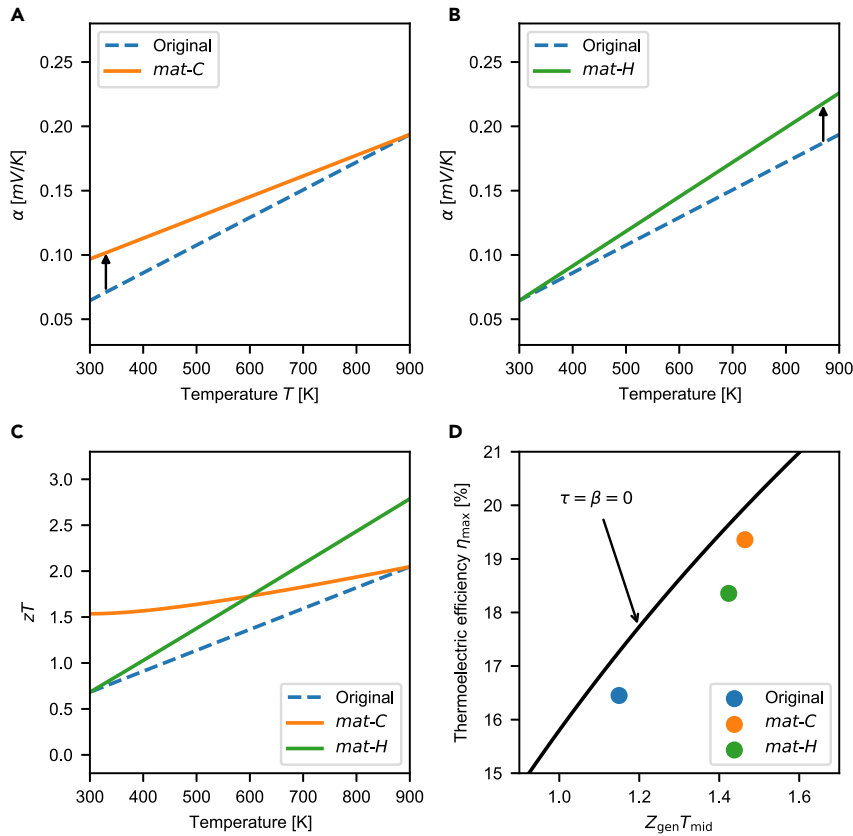 A
Original
mat-C
0.25
0.20
0.15
0.10
0.05
α [mV/K]
300 400 500 600 700 800 900
Temperature T [K]
B
Original
mat-H
0.25
0.20
0.15
0.10
0.05
α [mV/K]
300 400 500 600 700 800 900
Temperature [K]
C
3.0
2.5
2.0
1.5
1.0
0.5
0.0
zT
Original
mat-C
mat-H
300 400 500 600 700 800 900
Temperature [K]
D
21
20
19
18
17
16
15
Thermoelectric efficiency ηmax [%]
τ = β = 0
Original
mat-C
mat-H
1.0 1.2 1.4 1.6
ZgenTmid